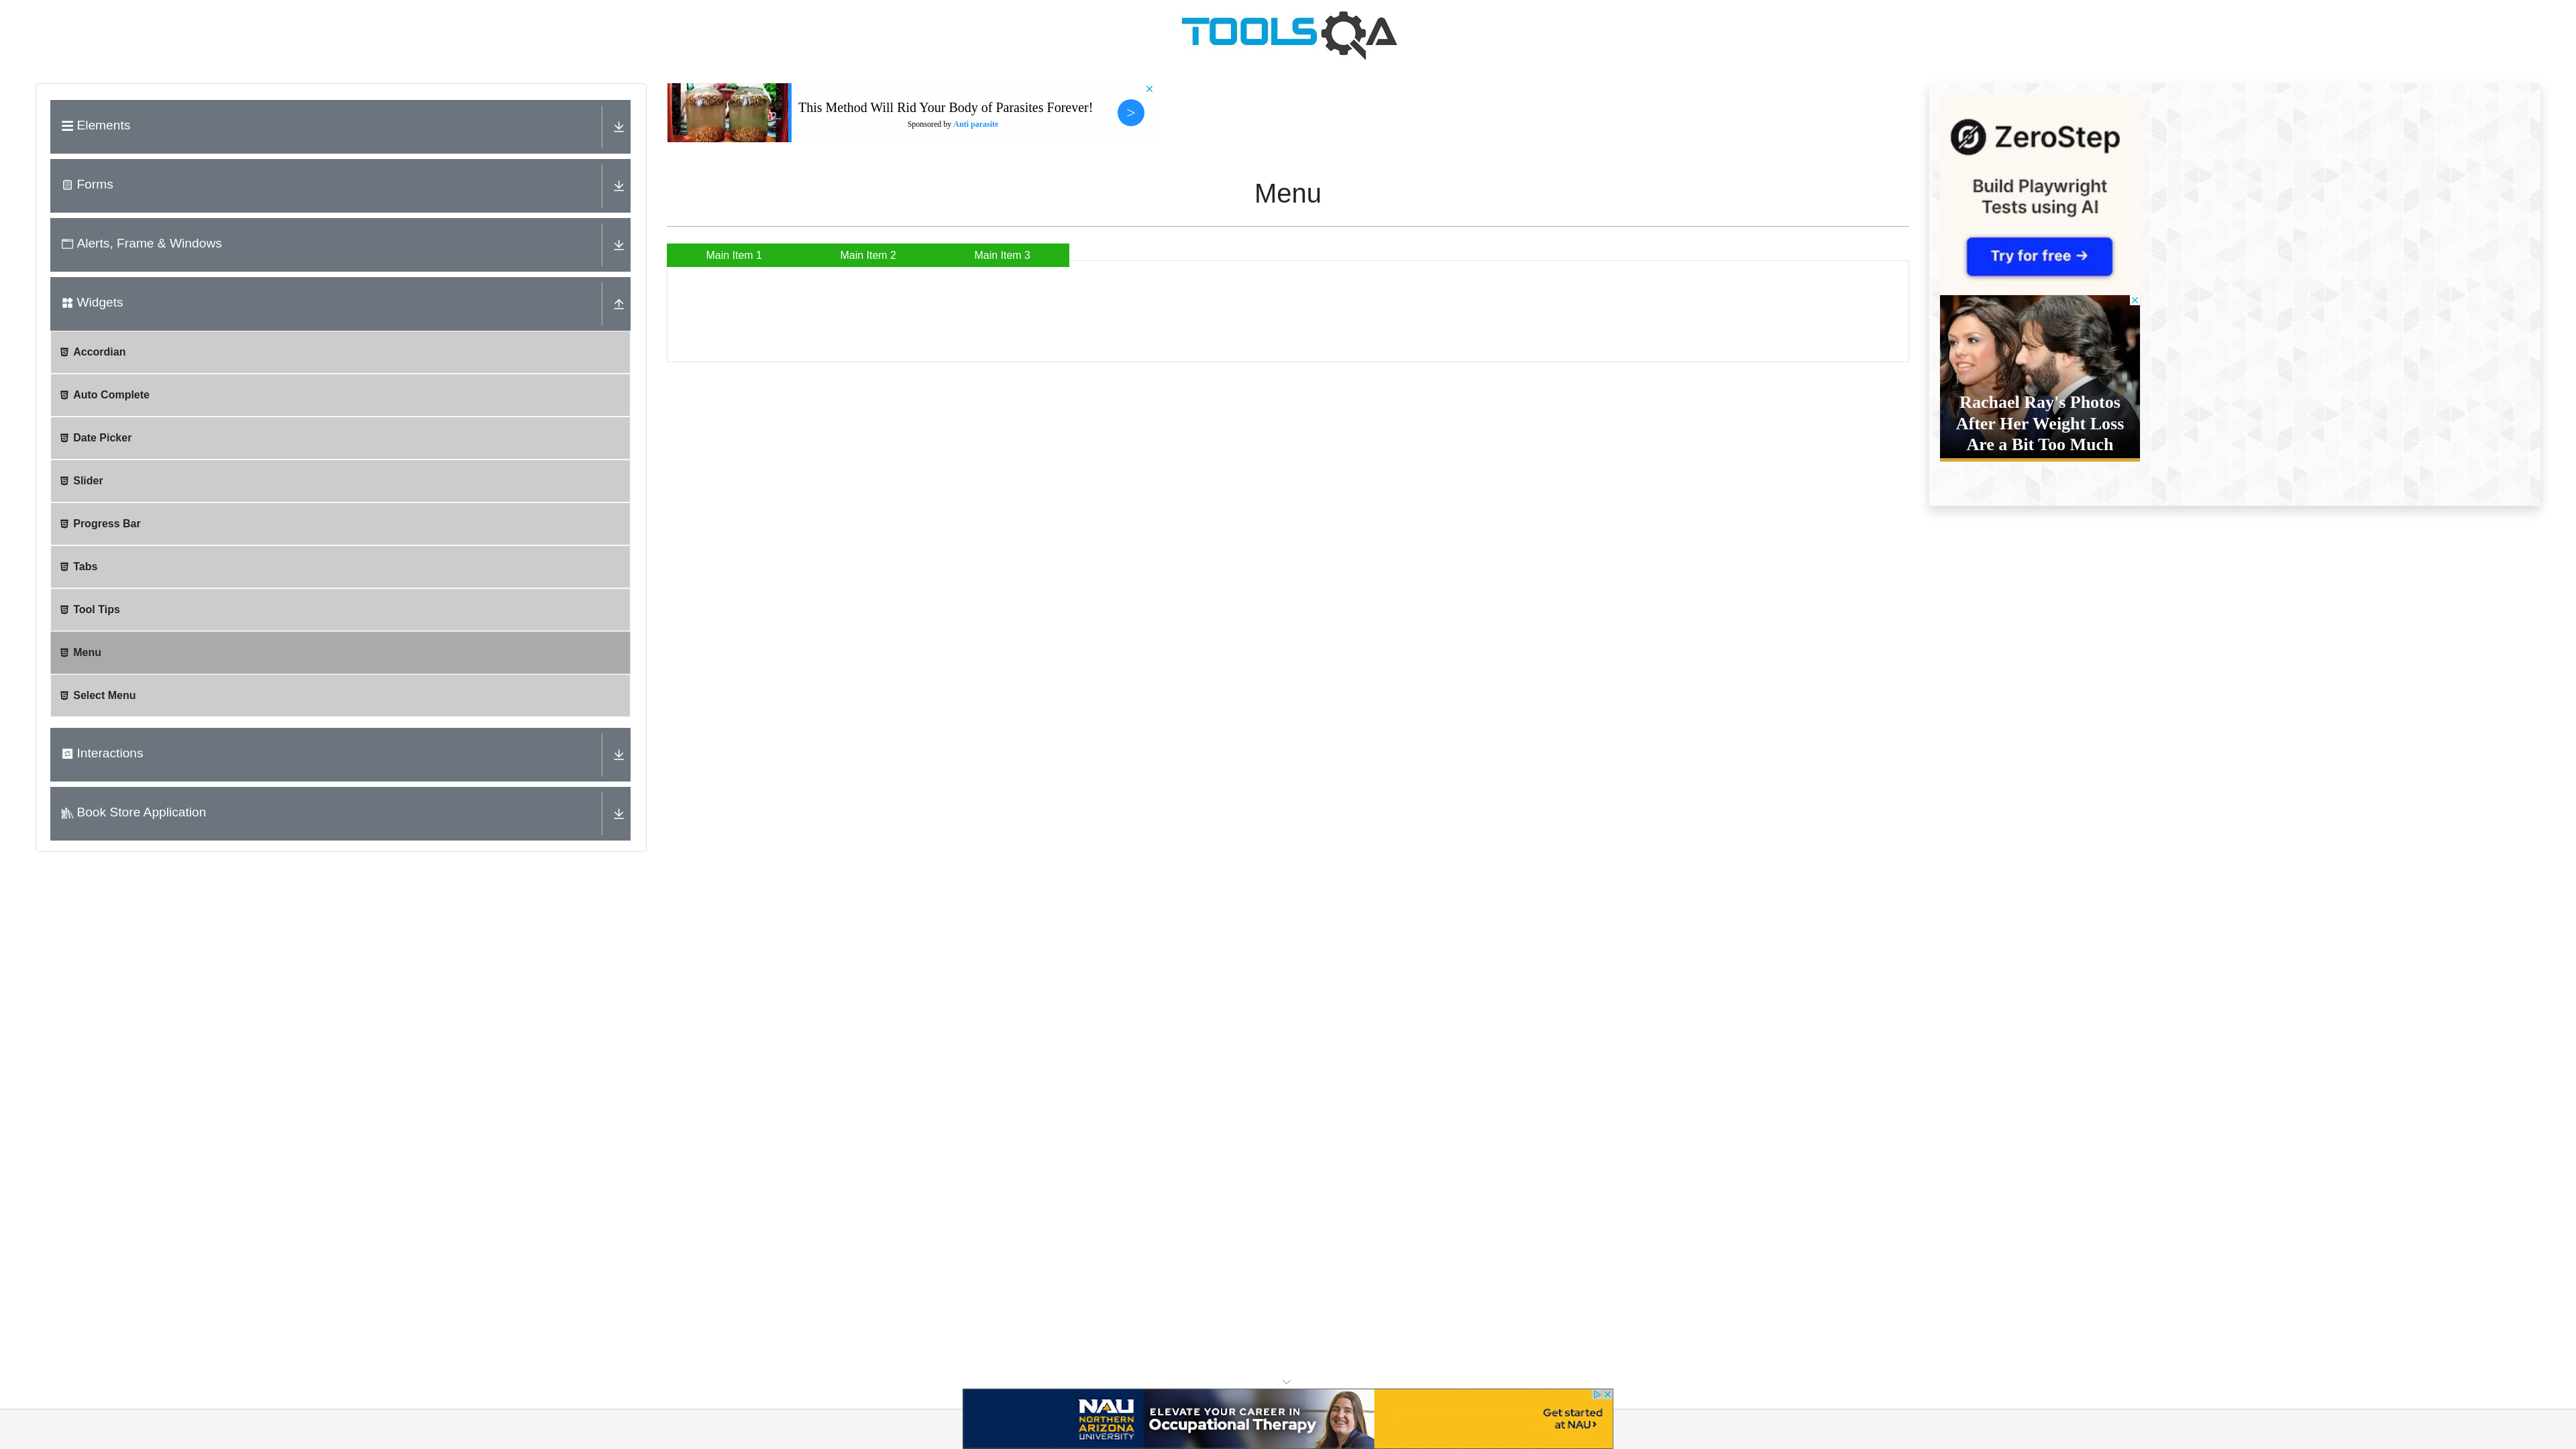 TOOLSQA
Elements
Forms
Alerts, Frame & Windows
Widgets
Accordian
Auto Complete
Date Picker
Slider
Progress Bar
Tabs
Tool Tips
Menu
Select Menu
Interactions
Book Store Application
This Method Will Rid Your Body of Parasites Forever!
Sponsored by Anti parasite
>
Menu
Main Item 1
Main Item 2
Main Item 3
ZeroStep
Build Playwright
Tests using AI
Try for free →
Rachael Ray's Photos
After Her Weight Loss
Are a Bit Too Much
NAU
NORTHERN
ARIZONA
UNIVERSITY
ELEVATE YOUR CAREER IN
Occupational Therapy
Get started
at NAU›